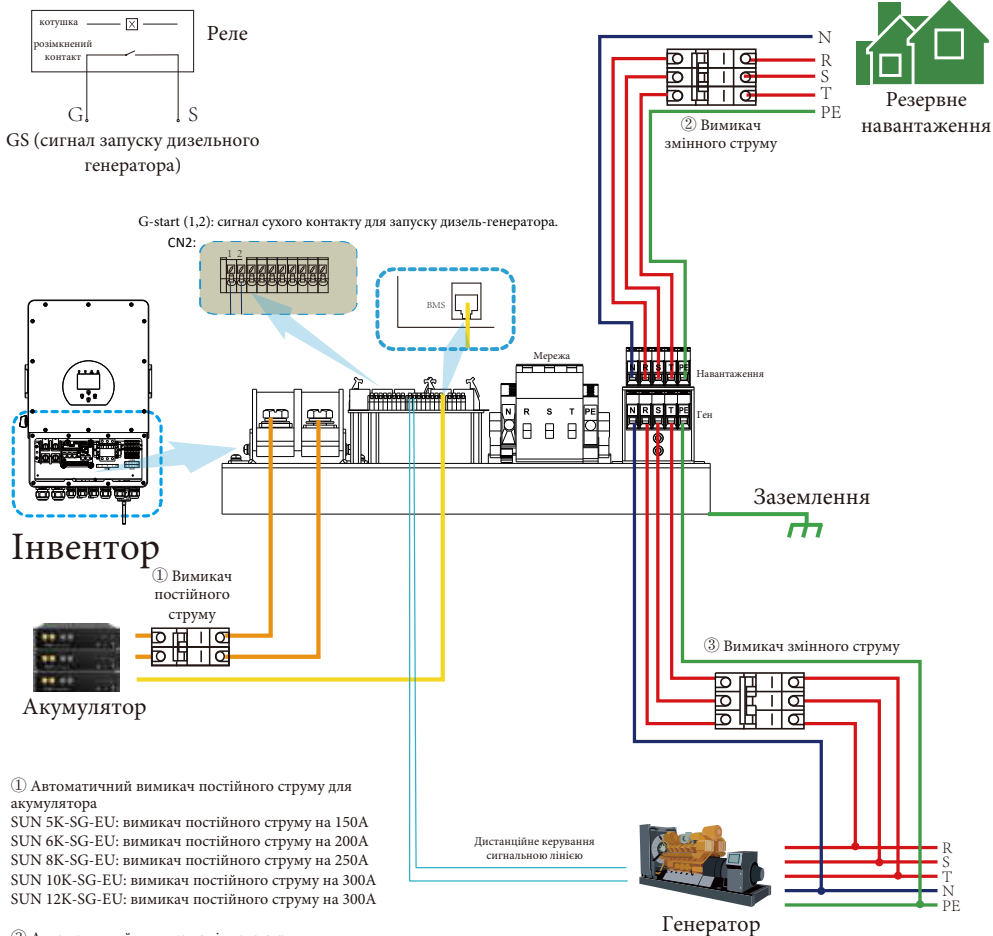 котушка
X
Реле
розімкнений
контакт
G
S
GS (сигнал запуску дизельного
генератора)
N
R
S
T
PE
Резервне
навантаження
② Вимикач
змінного струму
G-start (1,2): сигнал сухого контакту для запуску дизель-генератора.
CN2:
1 2
BMS
Мережа
N R S T PE
Навантаження
N R S T PE
Ген
N R S T PE
Заземлення
Інвентор
① Вимикач
постійного
струму
Акумулятор
③ Вимикач змінного струму
① Автоматичний вимикач постійного струму для
акумулятора
SUN 5K-SG-EU: вимикач постійного струму на 150A
SUN 6K-SG-EU: вимикач постійного струму на 200A
SUN 8K-SG-EU: вимикач постійного струму на 250A
SUN 10K-SG-EU: вимикач постійного струму на 300A
SUN 12K-SG-EU: вимикач постійного струму на 300A
Дистанційне керування
сигнальною лінією
Генератор
R
S
T
N
PE